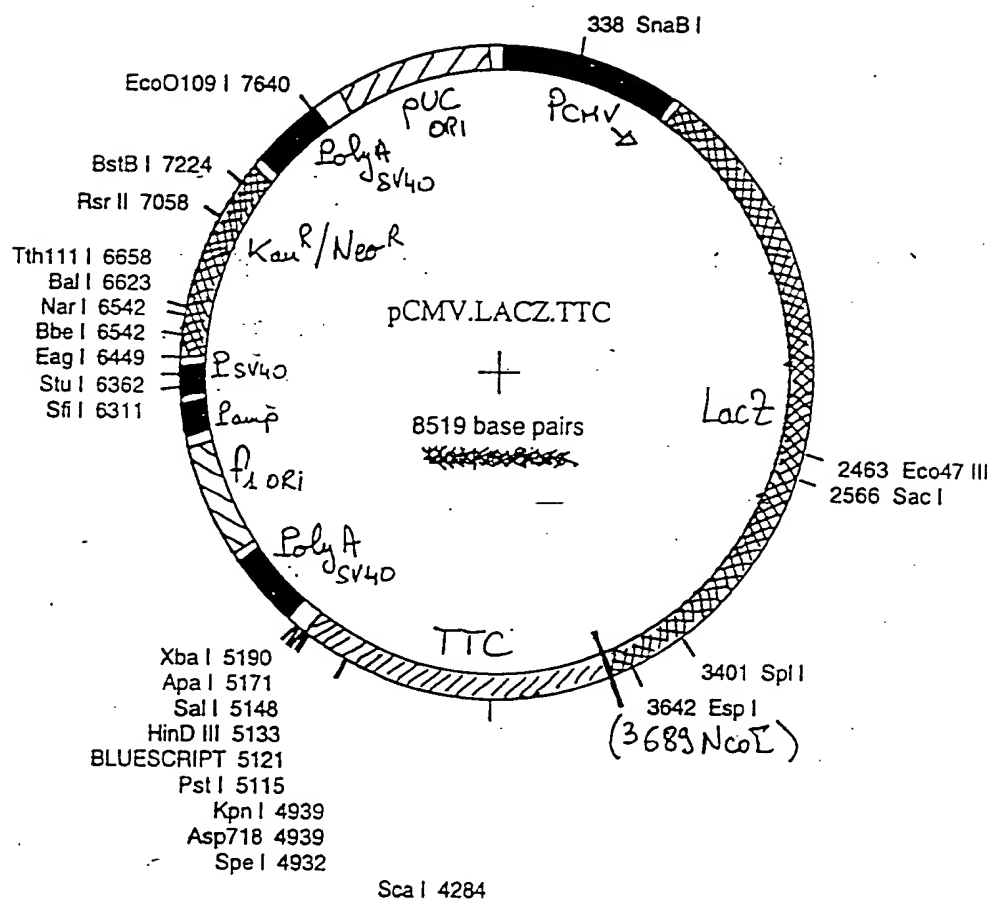 338 SnaB I
EcoO109 I 7640
pUC
ORI
PCMV
PolyA
SV40
BstB I 7224
Rsr II 7058
KanR/NeoR
Tth111 I 6658
Bal I 6623
Nar I 6542
Bbe I 6542
Eag I 6449
Stu I 6362
Sfi I 6311
pCMV.LACZ.TTC
8519 base pairs
PSV40
Pamp
f1 ORi
LacZ
2463 Eco47 III
2566 Sac I
PolyA
SV40
TTC
Xba I 5190
Apa I 5171
Sal I 5148
HinD III 5133
BLUESCRIPT 5121
Pst I 5115
Kpn I 4939
Asp718 4939
Spe I 4932
Sca I 4284
3401 Spl I
3642 Esp I
(3689 NcoI)